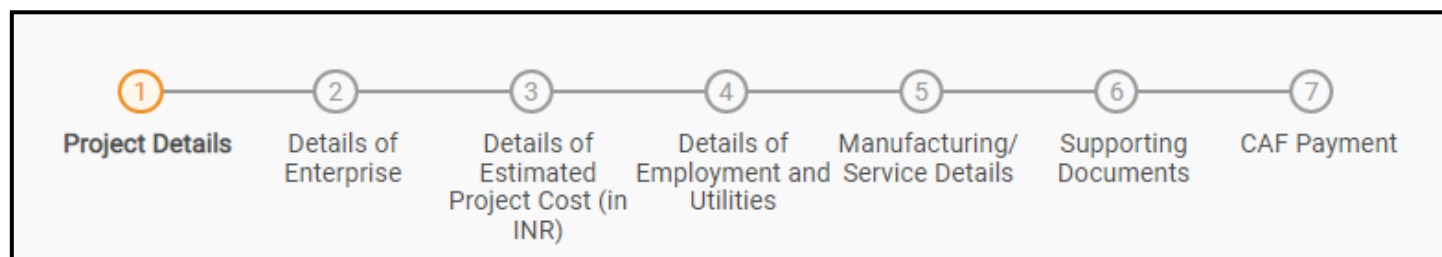 1 2 3 4 5 6 7
Project Details
Details of
Enterprise
Details of
Estimated
Project Cost (in
INR)
Details of
Employment and
Utilities
Manufacturing/
Service Details
Supporting
Documents
CAF Payment